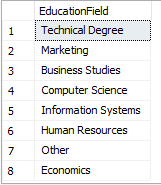 EducationField
1 Technical Degree
2 Marketing
3 Business Studies
4 Computer Science
5 Information Systems
6 Human Resources
7 Other
8 Economics